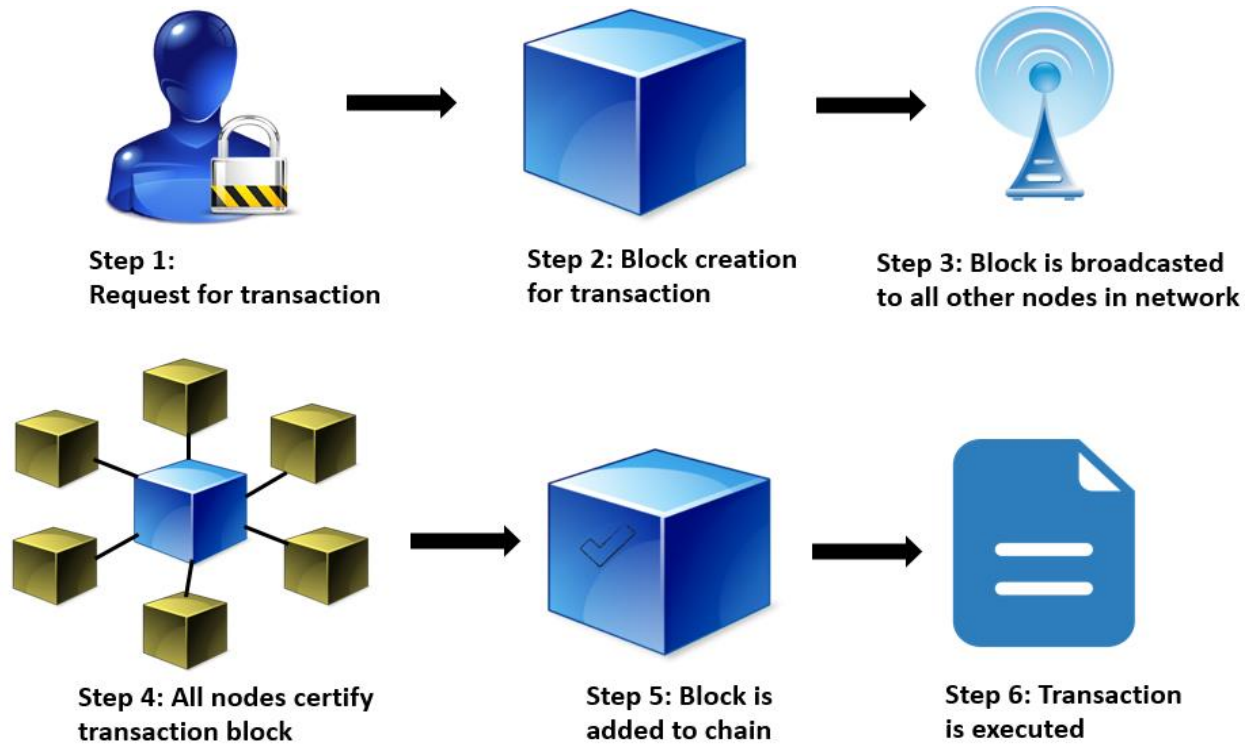 Step 1:
Request for transaction
Step 2: Block creation
for transaction
Step 3: Block is broadcasted
to all other nodes in network
Step 4: All nodes certify
transaction block
Step 5: Block is
added to chain
Step 6: Transaction
is executed